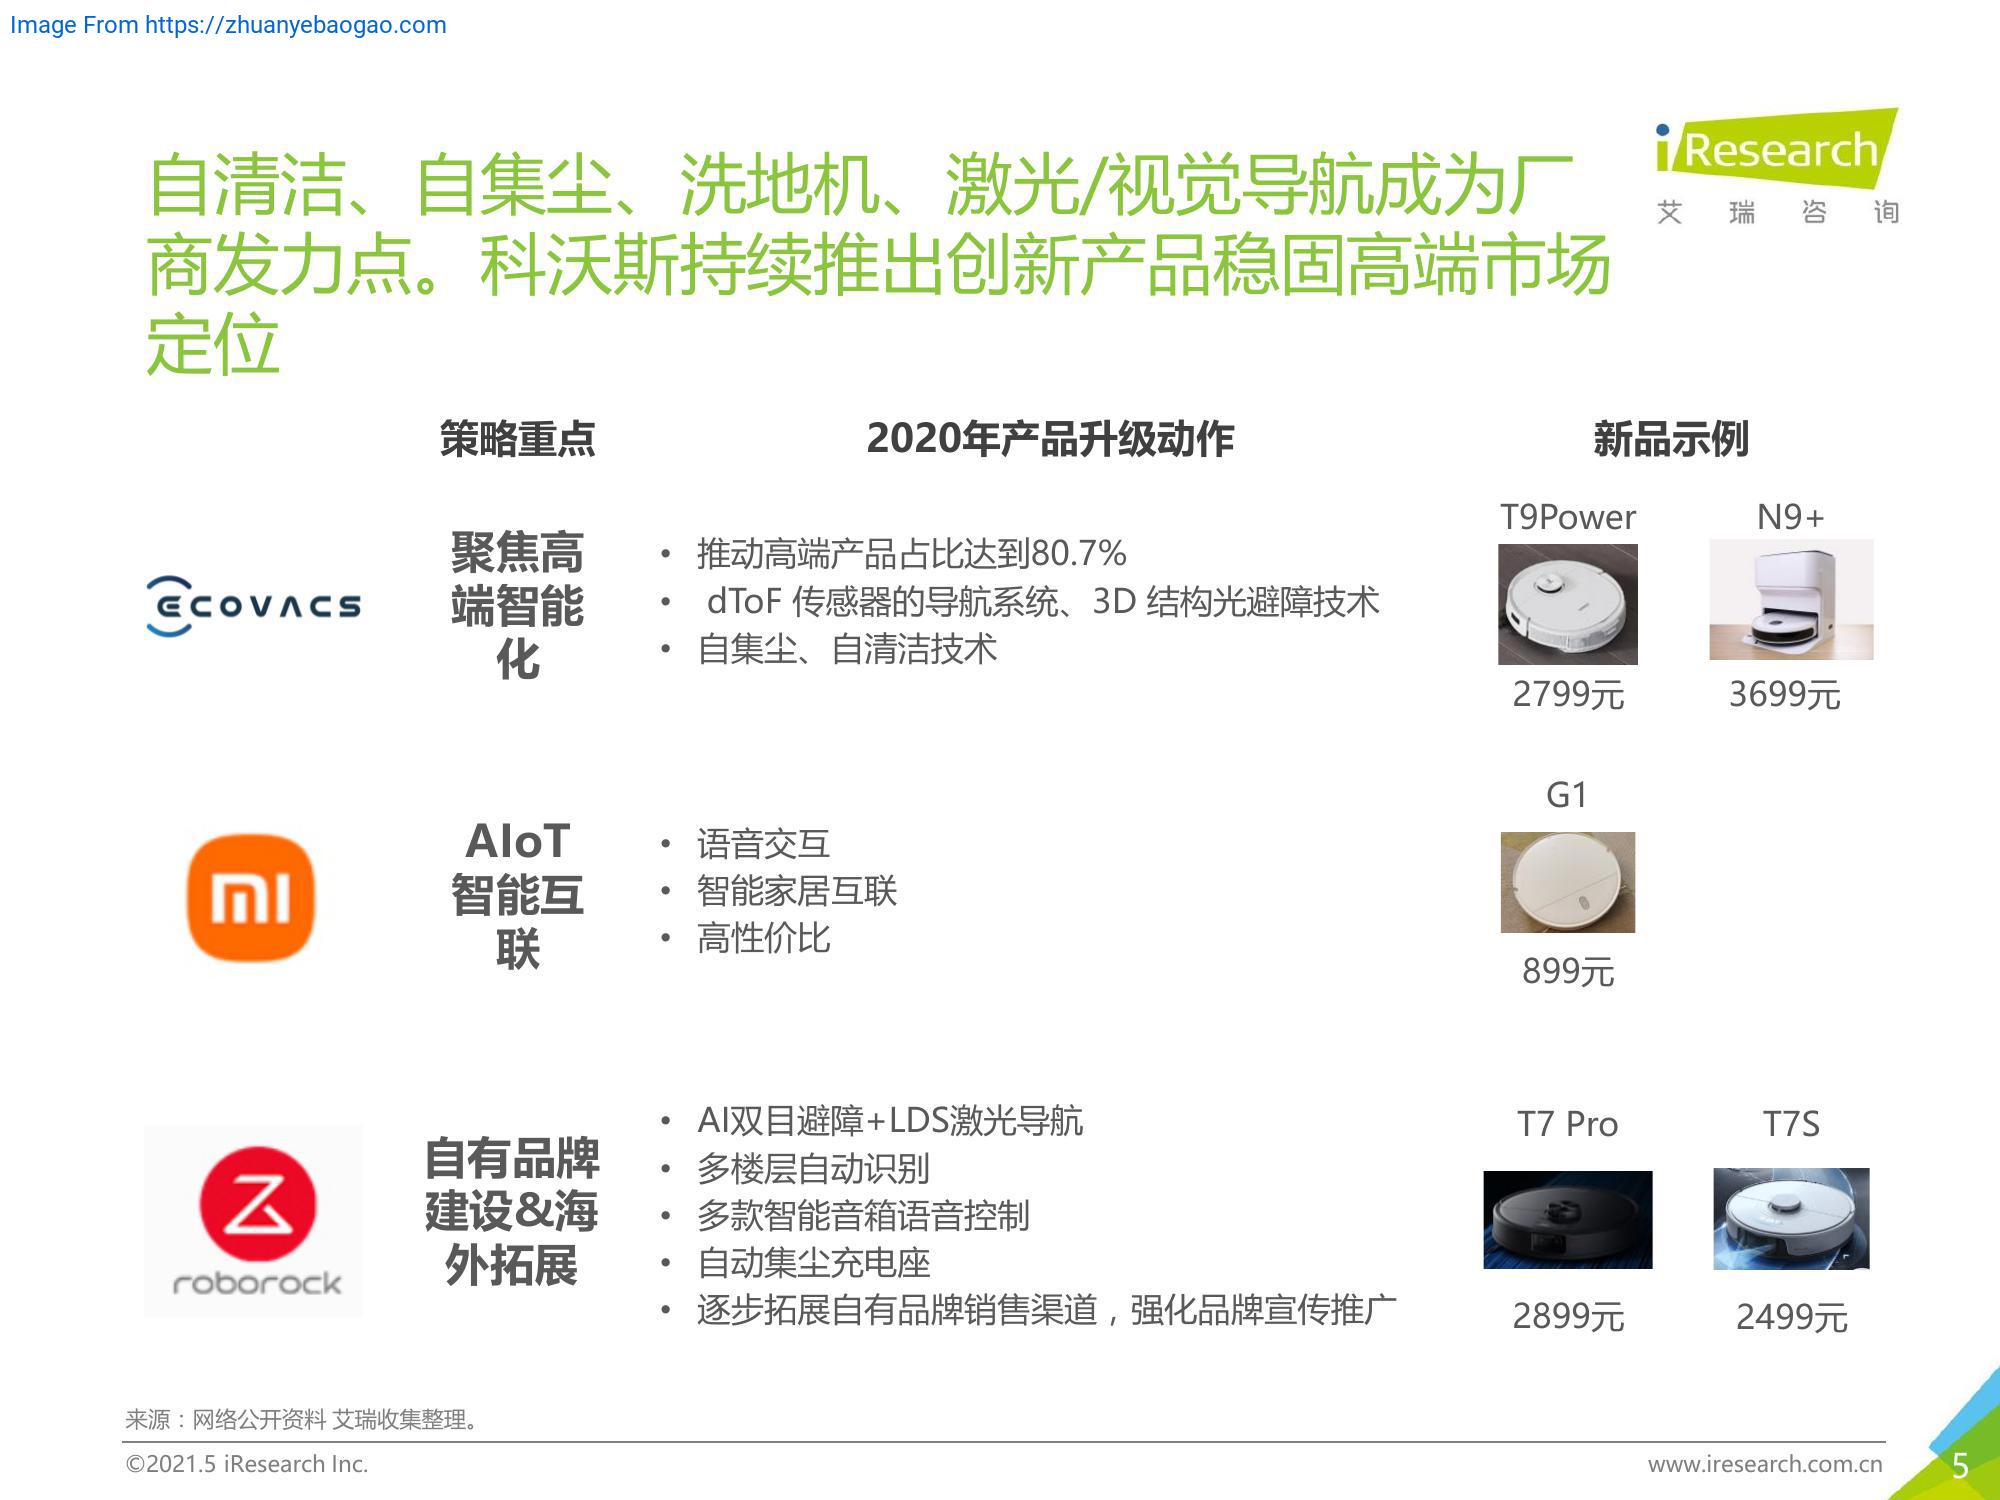 Image From https://zhuanyebaogao.com
iResearch
艾瑞咨询
自清洁、自集尘、洗地机、激光/视觉导航成为厂
商发力点。科沃斯持续推出创新产品稳固高端市场
定位
策略重点
2020年产品升级动作
新品示例
ECOVACS
聚焦高
端智能
化
• 推动高端产品占比达到80.7%
• dToF 传感器的导航系统、3D 结构光避障技术
• 自集尘、自清洁技术
T9Power
N9+
2799元
3699元
mi
AIoT
智能互
联
• 语音交互
• 智能家居互联
• 高性价比
G1
899元
roborock
自有品牌
建设&海
外拓展
• AI双目避障+LDS激光导航
• 多楼层自动识别
• 多款智能音箱语音控制
• 自动集尘充电座
• 逐步拓展自有品牌销售渠道，强化品牌宣传推广
T7 Pro
T7S
2899元
2499元
来源：网络公开资料 艾瑞收集整理。
©2021.5 iResearch Inc.
www.iresearch.com.cn
5